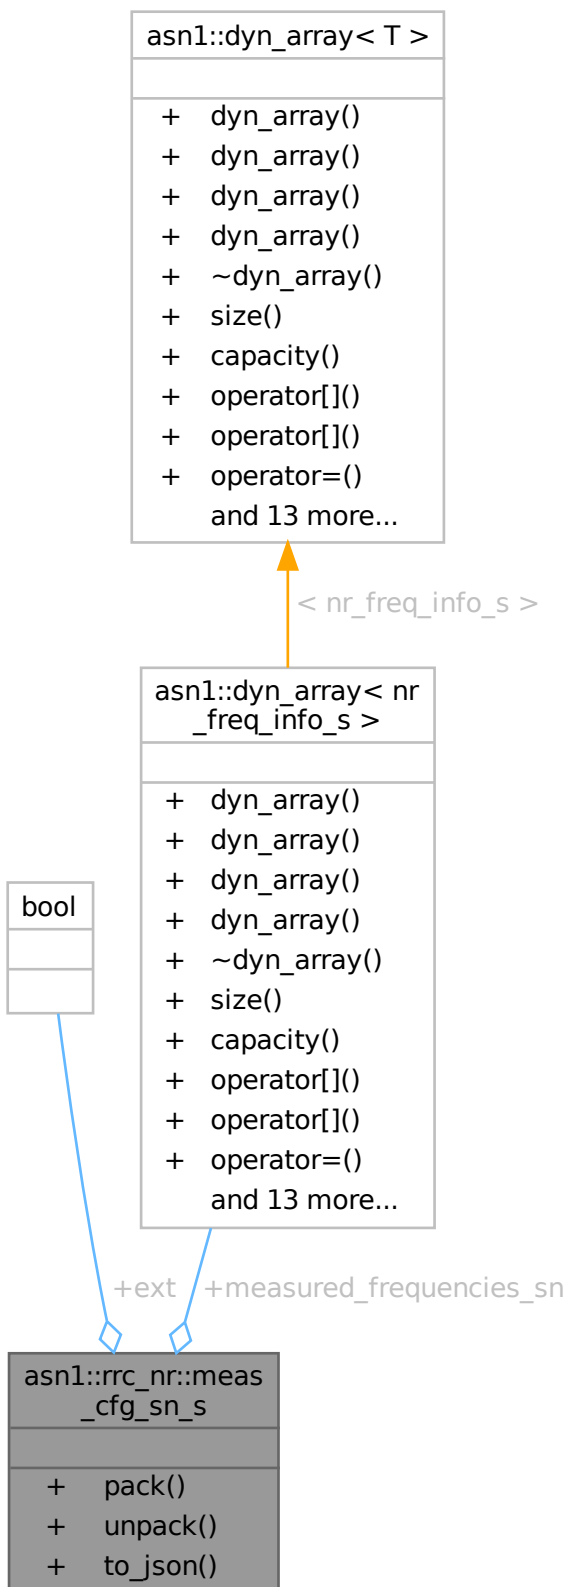 asn1::dyn_array< T >
+ dyn_array()
+ dyn_array()
+ dyn_array()
+ dyn_array()
+ ~dyn_array()
+ size()
+ capacity()
+ operator[]()
+ operator[]()
+ operator=()
and 13 more...
< nr_freq_info_s >
asn1::dyn_array< nr
_freq_info_s >
+ dyn_array()
+ dyn_array()
+ dyn_array()
+ dyn_array()
+ ~dyn_array()
+ size()
+ capacity()
+ operator[]()
+ operator[]()
+ operator=()
and 13 more...
bool
+ext
+measured_frequencies_sn
asn1::rrc_nr::meas
_cfg_sn_s
+ pack()
+ unpack()
+ to_json()